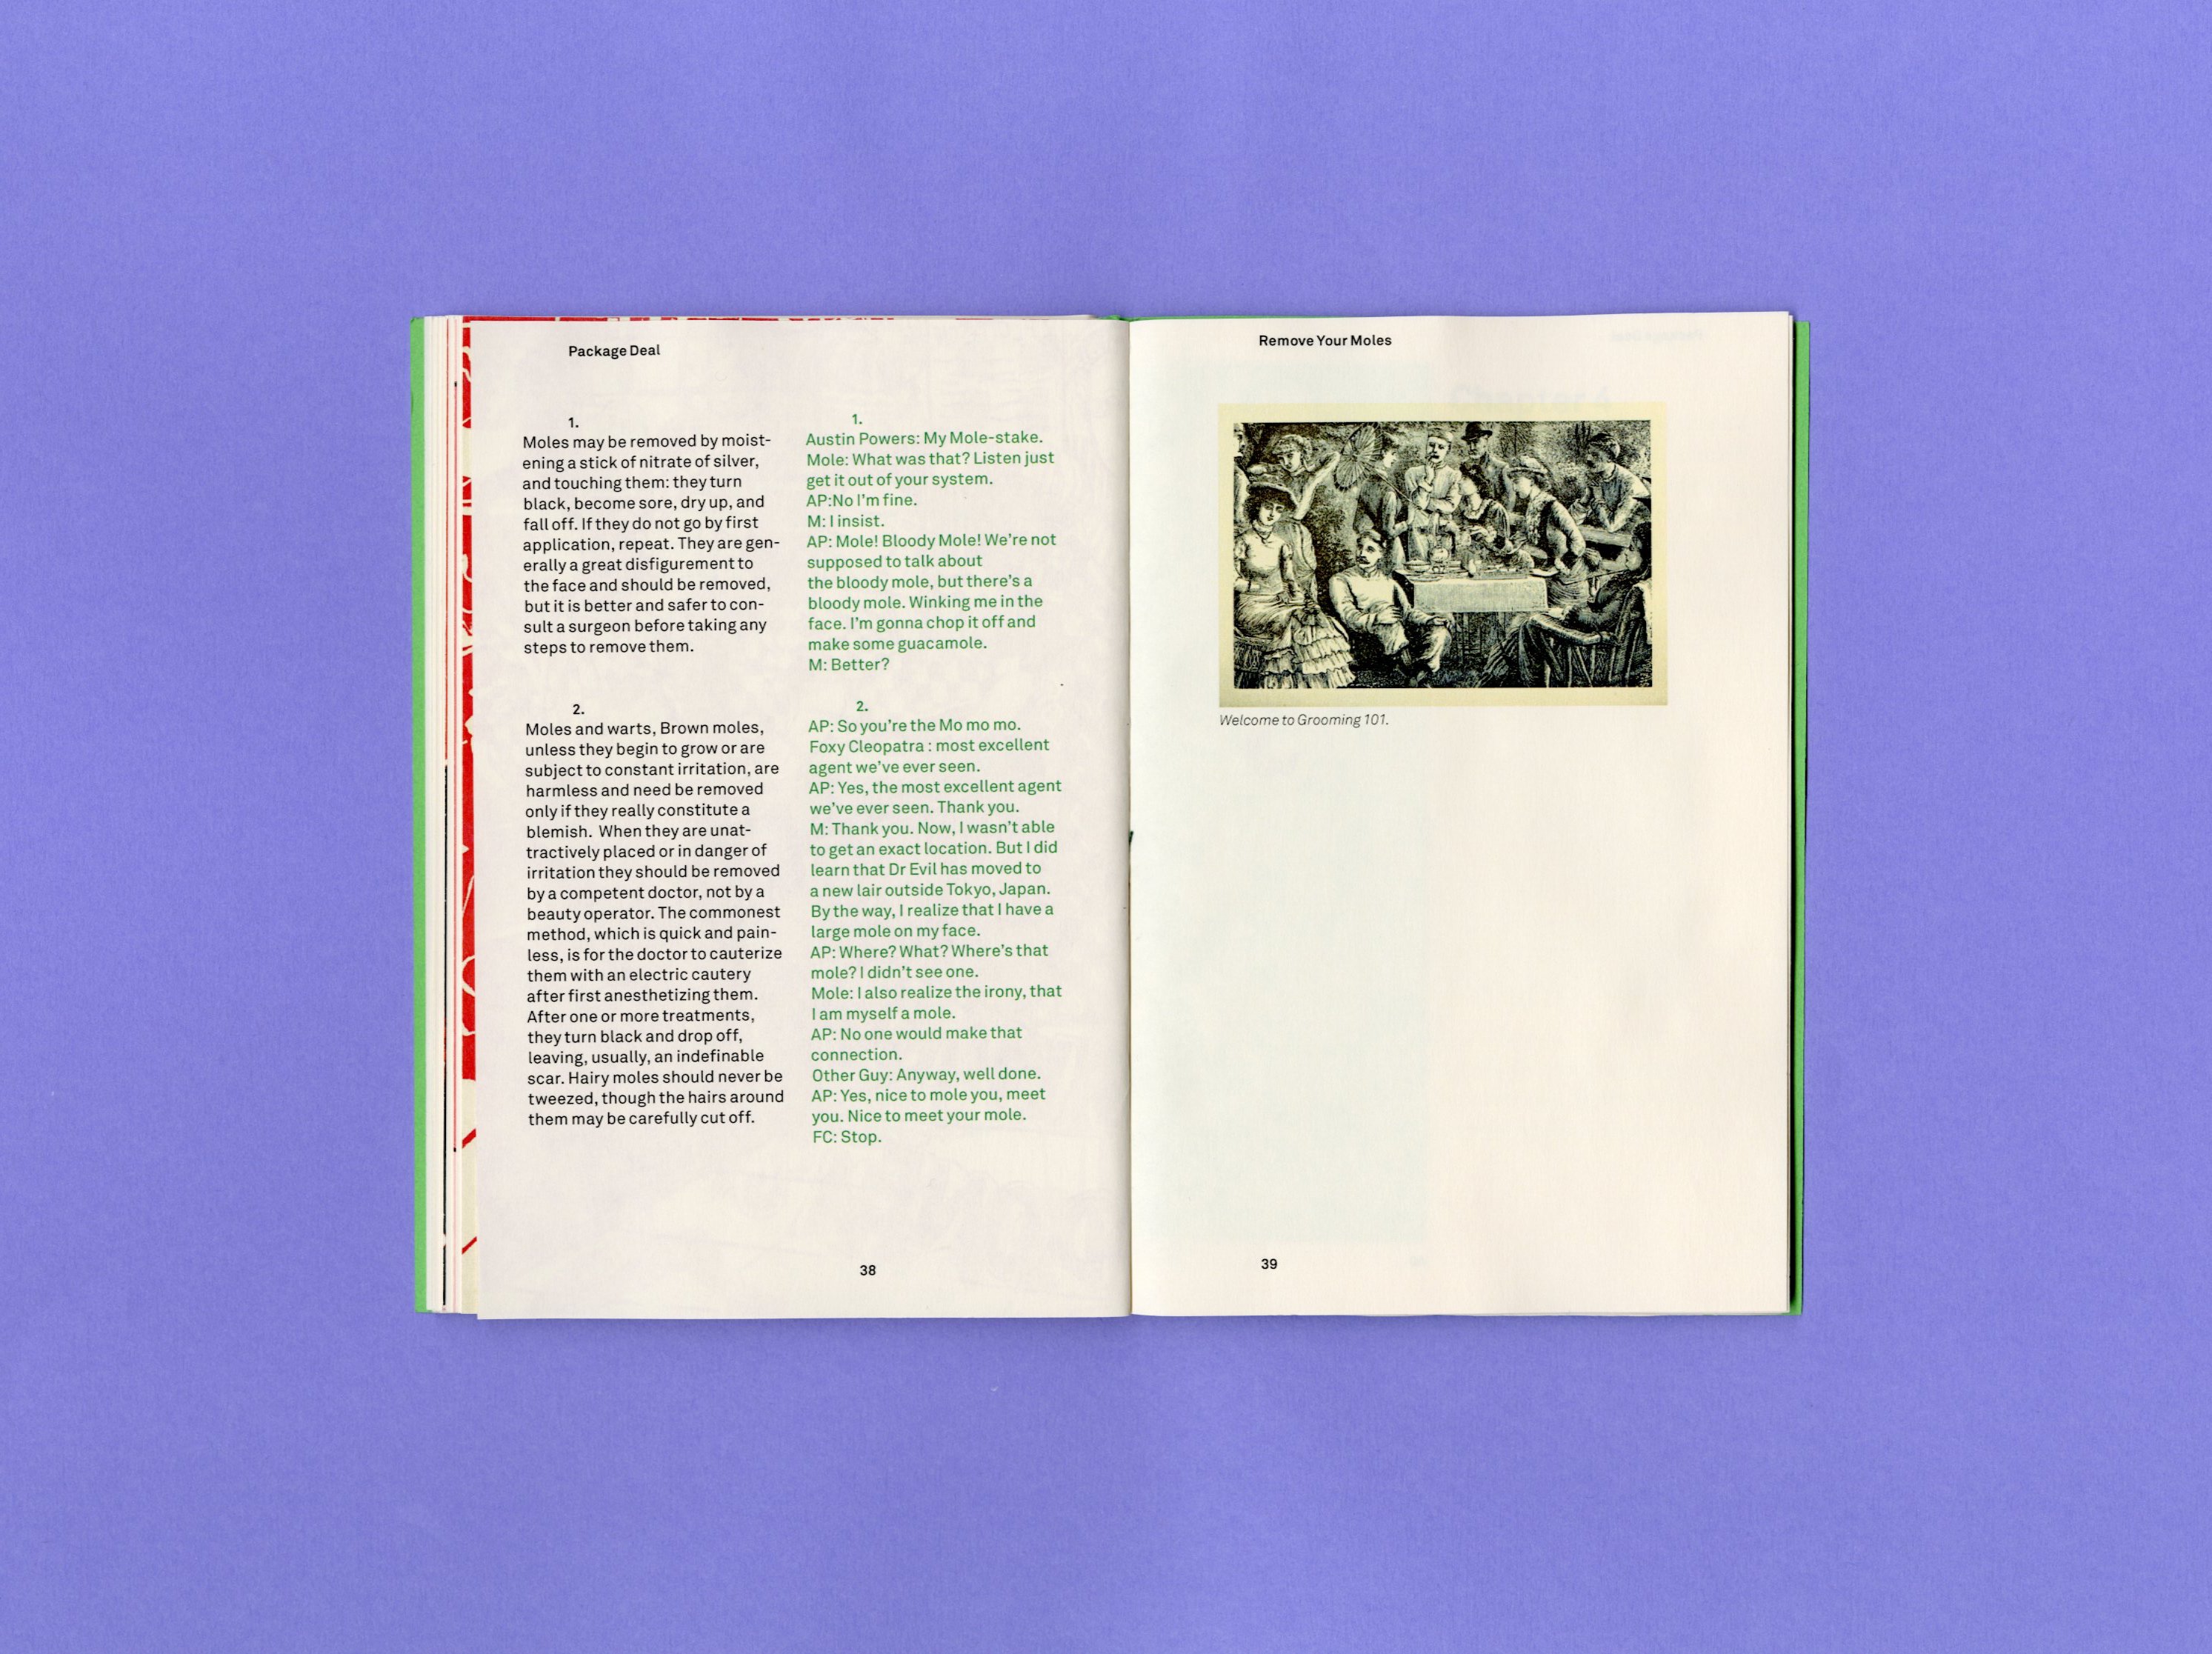 Package Deal
1.
Moles may be removed by moist-
ening a stick of nitrate of silver,
and touching them: they turn
black, become sore, dry up, and
fall off. If they do not go by first
application, repeat. They are gen-
erally a great disfigurement to
the face and should be removed,
but it is better and safer to con-
sult a surgeon before taking any
steps to remove them.
2.
Moles and warts, Brown moles,
unless they begin to grow or are
subject to constant irritation, are
harmless and need be removed
only if they really constitute a
blemish. When they are unat-
tractively placed or in danger of
irritation they should be removed
by a competent doctor, not by a
beauty operator. The commonest
method, which is quick and pain-
less, is for the doctor to cauterize
them with an electric cautery
after first anesthetizing them.
After one or more treatments,
they turn black and drop off,
leaving, usually, an indefinable
scar. Hairy moles should never be
tweezed, though the hairs around
them may be carefully cut off.
1.
Austin Powers: My Mole-stake.
Mole: What was that? Listen just
get it out of your system.
AP:No I'm fine.
M: I insist.
AP: Mole! Bloody Mole! We're not
supposed to talk about
the bloody mole, but there's a
bloody mole. Winking me in the
face. I'm gonna chop it off and
make some guacamole.
M: Better?
2.
AP: So you're the Mo mo mo.
Foxy Cleopatra : most excellent
agent we've ever seen.
AP: Yes, the most excellent agent
we've ever seen. Thank you.
M: Thank you. Now, I wasn't able
to get an exact location. But I did
learn that Dr Evil has moved to
a new lair outside Tokyo, Japan.
By the way, I realize that I have a
large mole on my face.
AP: Where? What? Where's that
mole? I didn't see one.
Mole: I also realize the irony, that
I am myself a mole.
AP: No one would make that
connection.
Other Guy: Anyway, well done.
AP: Yes, nice to mole you, meet
you. Nice to meet your mole.
FC: Stop.
38
Remove Your Moles
Welcome to Grooming 101.
39